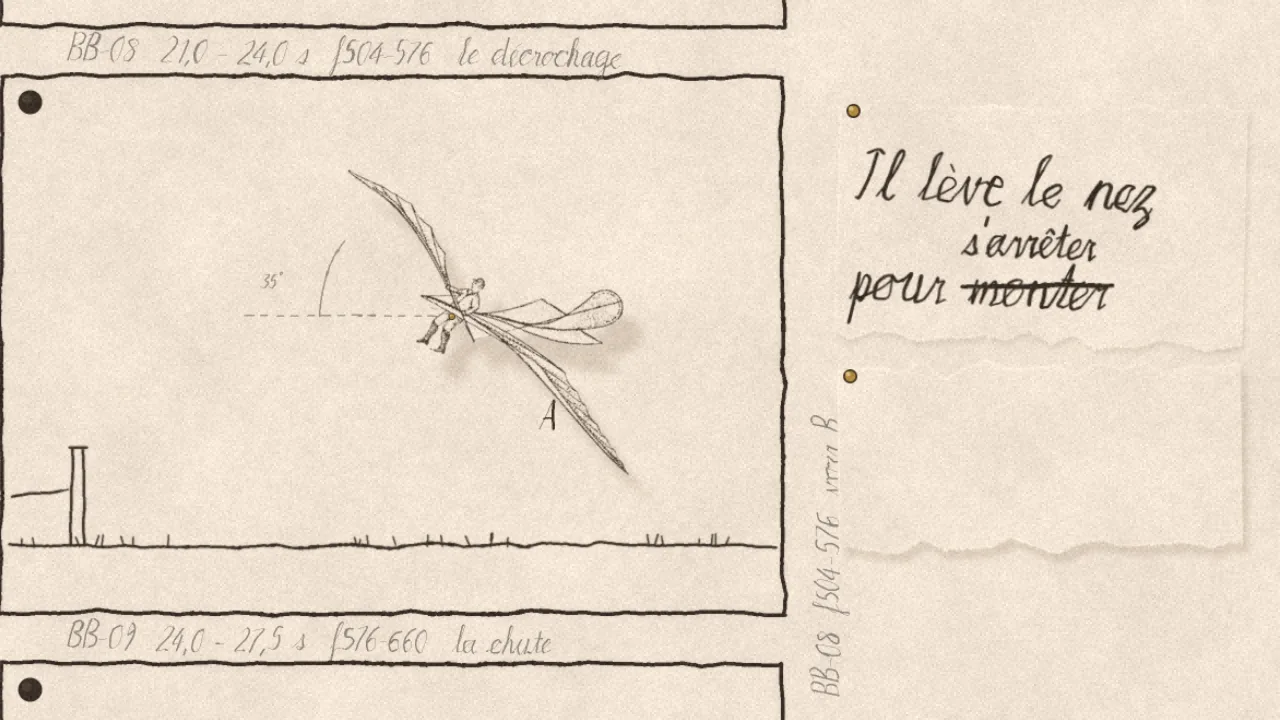 BB-08 21,0 - 24,0 s f504-576 le décrochage
35°
A
BB-09 24,0 - 27,5 s f576-660 la chute
Il lève le nez
s'arrêter
pour monter
BB-08 f504-576